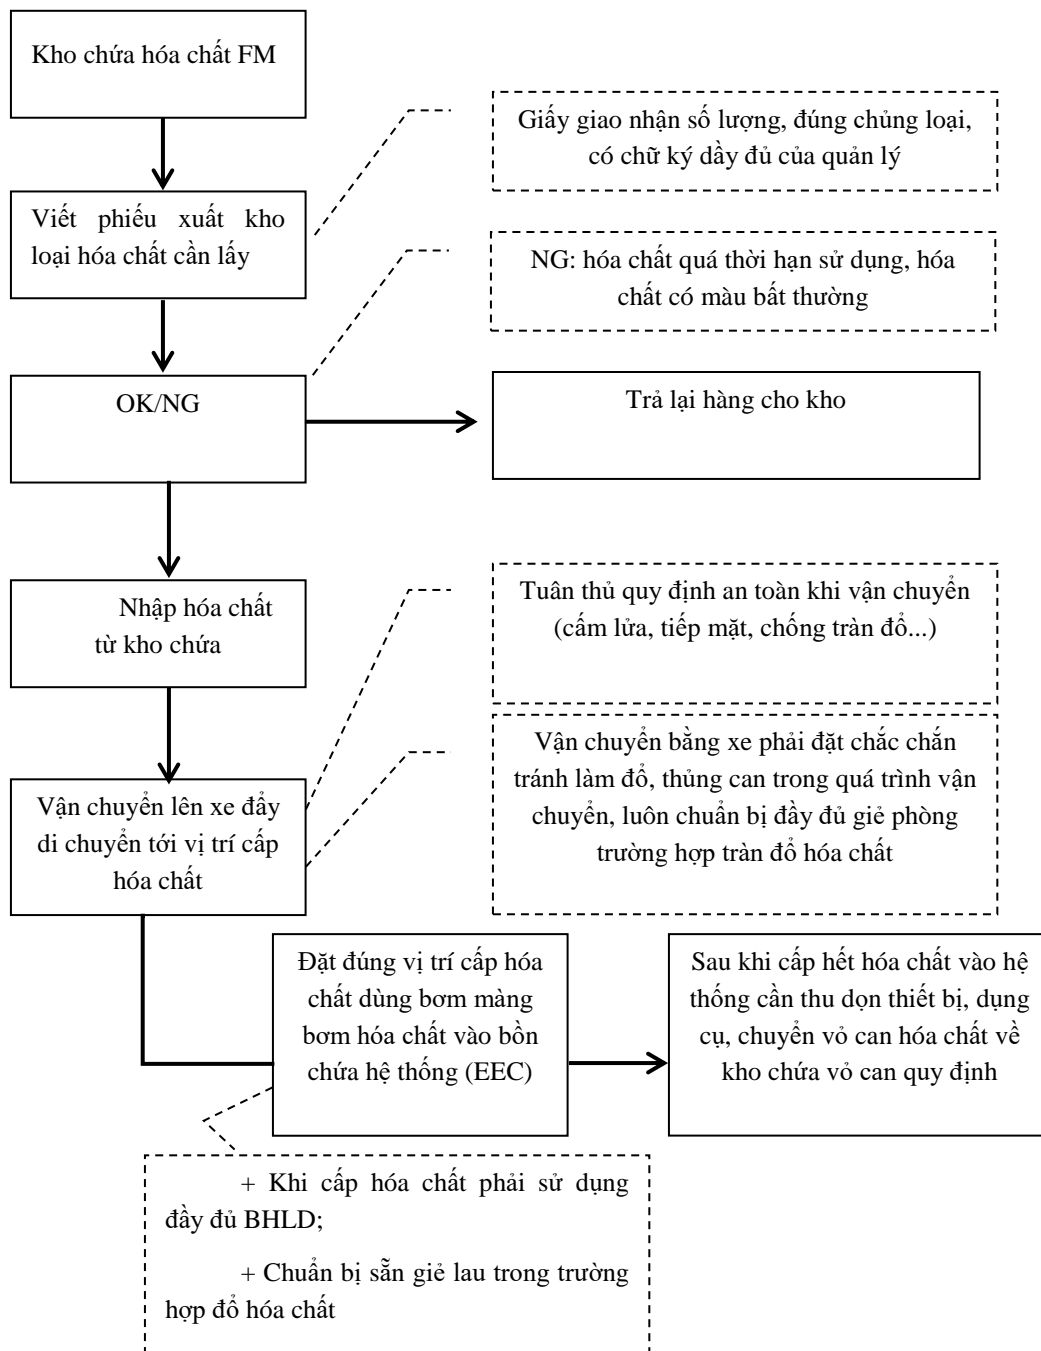 Kho chứa hóa chất FM
Giấy giao nhận số lượng, đúng chủng loại,
có chữ ký dầy đủ của quản lý
Viết phiếu xuất kho
loại hóa chất cần lấy
NG: hóa chất quá thời hạn sử dụng, hóa
chất có màu bất thường
OK/NG
Trả lại hàng cho kho
Nhập hóa chất
từ kho chứa
Tuân thủ quy định an toàn khi vận chuyển
(cấm lửa, tiếp mặt, chống tràn đổ...)
Vận chuyển bằng xe phải đặt chắc chắn
tránh làm đổ, thủng can trong quá trình vận
chuyển, luôn chuẩn bị đầy đủ giẻ phòng
trường hợp tràn đổ hóa chất
Vận chuyển lên xe đẩy
di chuyển tới vị trí cấp
hóa chất
Đặt đúng vị trí cấp hóa
chất dùng bơm màng
bơm hóa chất vào bồn
chứa hệ thống (EEC)
Sau khi cấp hết hóa chất vào hệ
thống cần thu dọn thiết bị, dụng
cụ, chuyển vỏ can hóa chất về
kho chứa vỏ can quy định
+ Khi cấp hóa chất phải sử dụng
đầy đủ BHLD;
+ Chuẩn bị sẵn giẻ lau trong trường
hợp đổ hóa chất